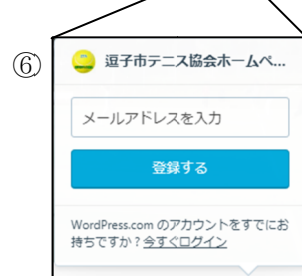 ⑥
逗子市テニス協会ホームペ...
メールアドレスを入力
登録する
WordPress.com のアカウントをすでにお
持ちですか ? 今すぐログイン